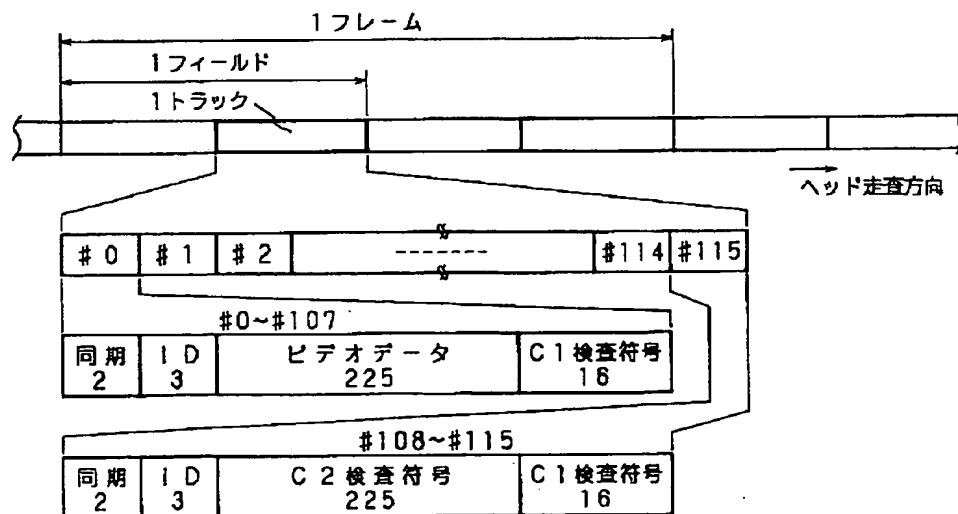 1フレーム
1フィールド
1トラック
ヘッド走査方向
#0 #1 #2 ------- #114 #115
#0~#107
同期 ID ビデオデータ C1検査符号
2 3 225 16
#108~#115
同期 ID C2検査符号 C1検査符号
2 3 225 16